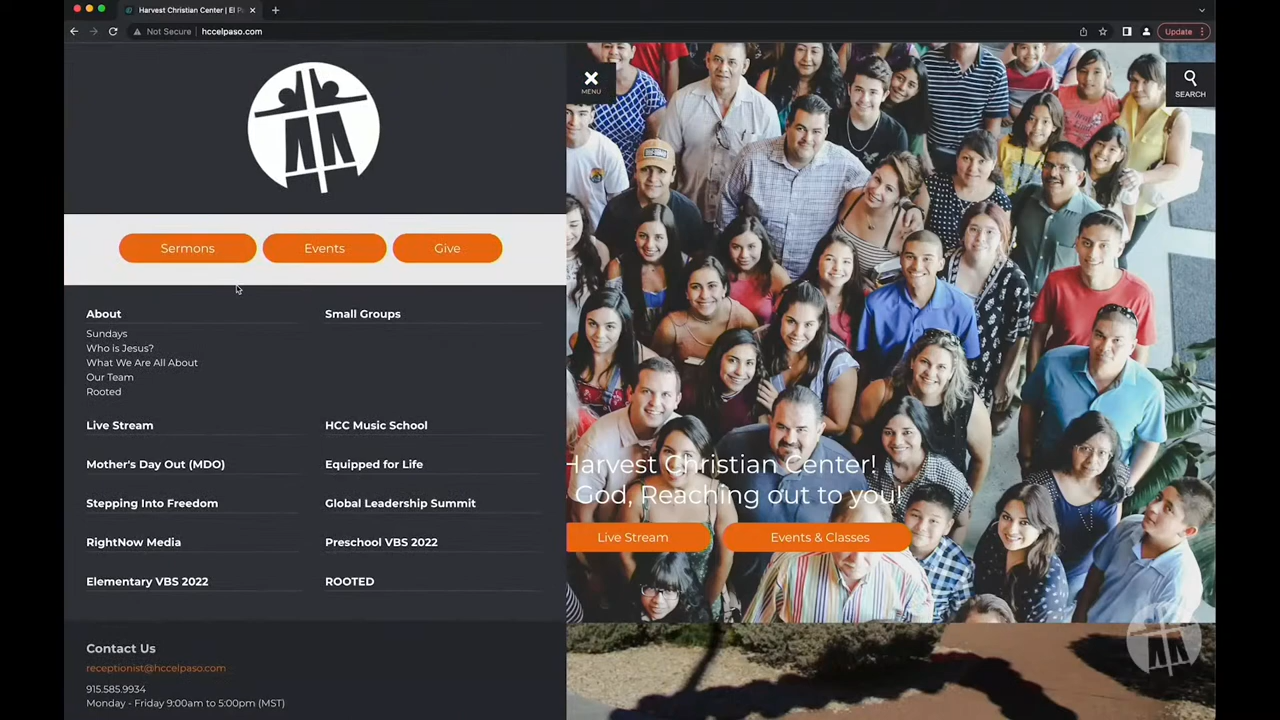 Harvest Christian Center | El P
Not Secure
hccelpaso.com
Update
MENU
SEARCH
Sermons
Events
Give
About
Sundays
Who is Jesus?
What We Are All About
Our Team
Rooted
Small Groups
Live Stream
HCC Music School
Mother's Day Out (MDO)
Equipped for Life
Stepping Into Freedom
Global Leadership Summit
RightNow Media
Preschool VBS 2022
Elementary VBS 2022
ROOTED
Contact Us
receptionist@hccelpaso.com
915.585.9934
Monday - Friday 9:00am to 5:00pm (MST)
Harvest Christian Center!
God, Reaching out to you!
Live Stream
Events & Classes